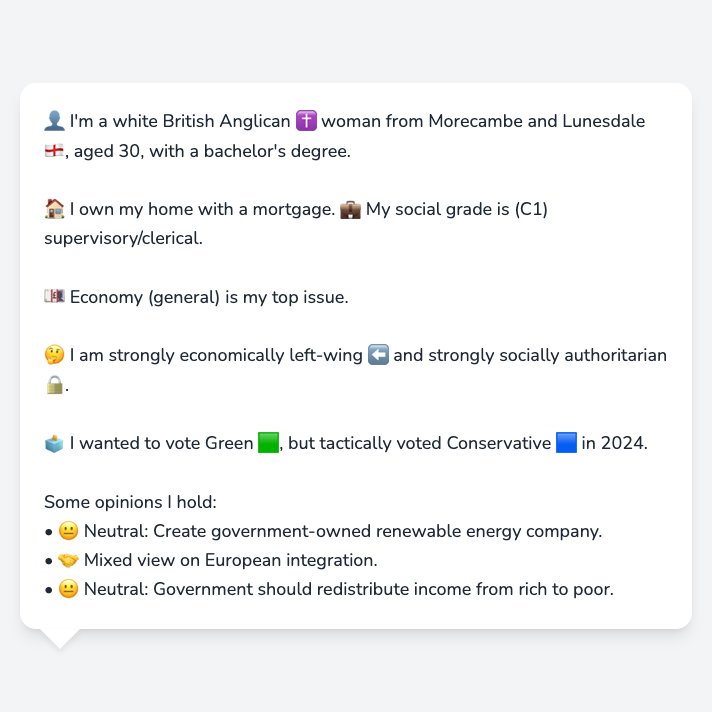 👤 I'm a white British Anglican ✝️ woman from Morecambe and Lunesdale
🏴󠁧󠁢󠁥󠁮󠁧󠁿, aged 30, with a bachelor's degree.
🏠 I own my home with a mortgage. 💼 My social grade is (C1)
supervisory/clerical.
💷 Economy (general) is my top issue.
🤔 I am strongly economically left-wing ⬅️ and strongly socially authoritarian
🔒.
🗳️ I wanted to vote Green 🟩, but tactically voted Conservative 🟦 in 2024.
Some opinions I hold:
• 😐 Neutral: Create government-owned renewable energy company.
• 🤝 Mixed view on European integration.
• 😐 Neutral: Government should redistribute income from rich to poor.